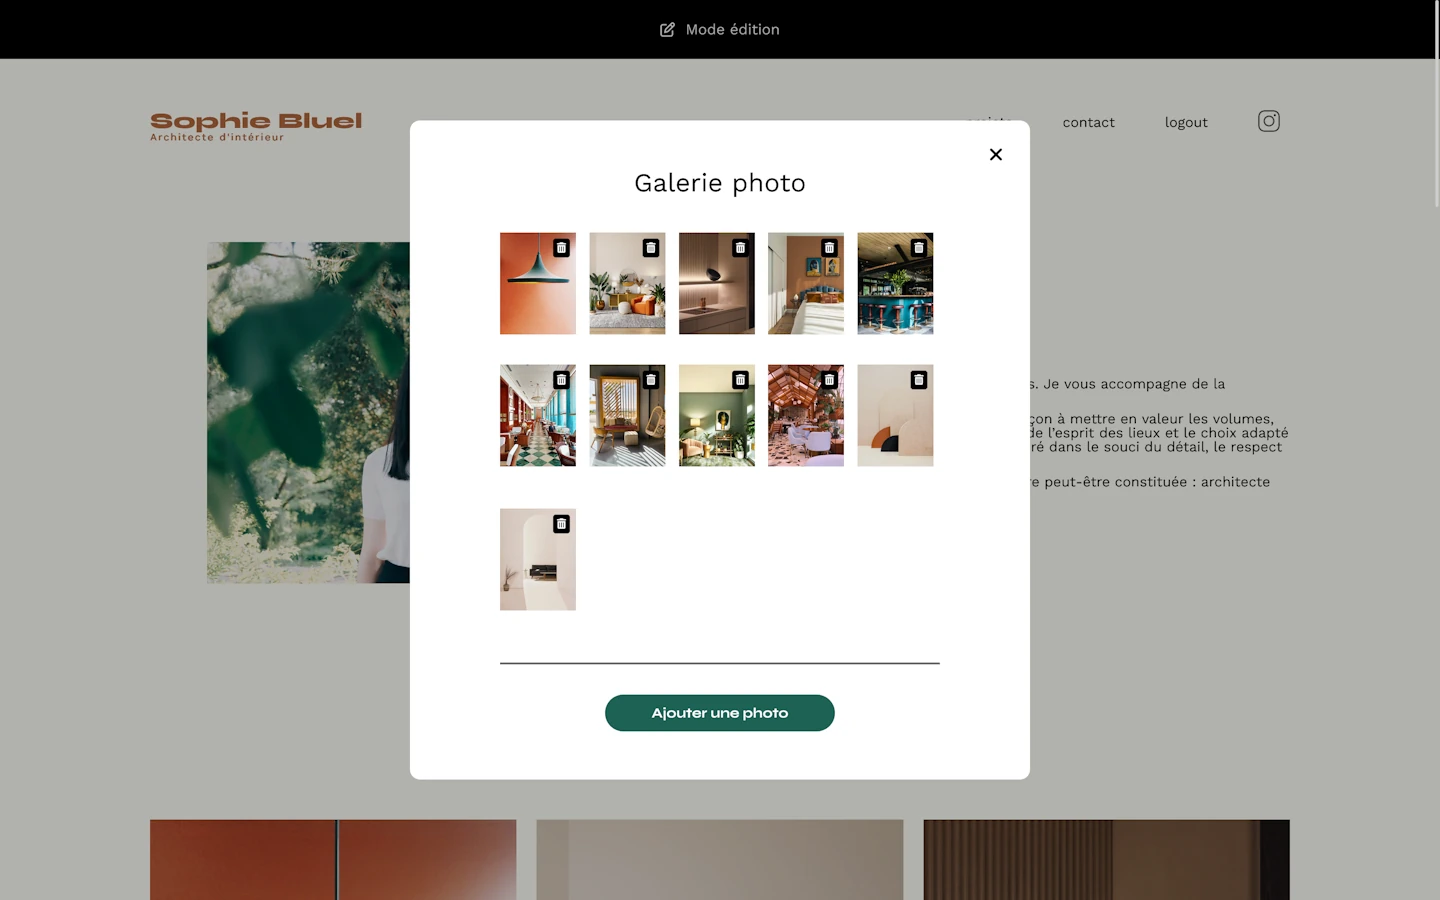 Mode édition
Sophie Bluel
Architecte d'intérieur
contact
logout
Galerie photo
s. Je vous accompagne de la
çon à mettre en valeur les volumes,
de l'esprit des lieux et le choix adapté
ré dans le souci du détail, le respect
re peut-être constituée : architecte
Ajouter une photo